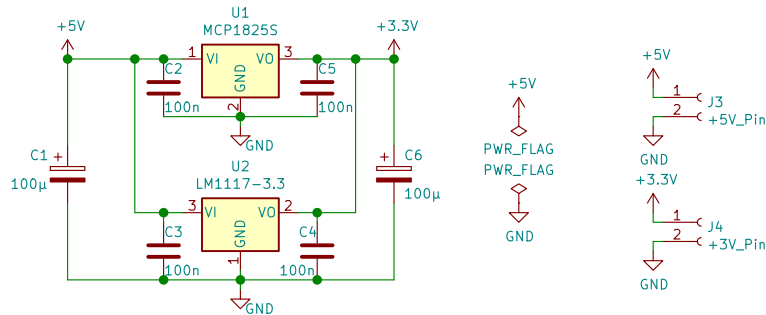 U1
MCP1825S
+5V
+3.3V
1
VI
VO
3
GND
2
C2
100n
C5
100n
GND
C1
100µ
C6
100µ
U2
LM1117-3.3
3
VI
VO
2
GND
1
C3
100n
C4
100n
GND
+5V
PWR_FLAG
PWR_FLAG
GND
+5V
1
2
J3
+5V_Pin
GND
+3.3V
1
2
J4
+3V_Pin
GND